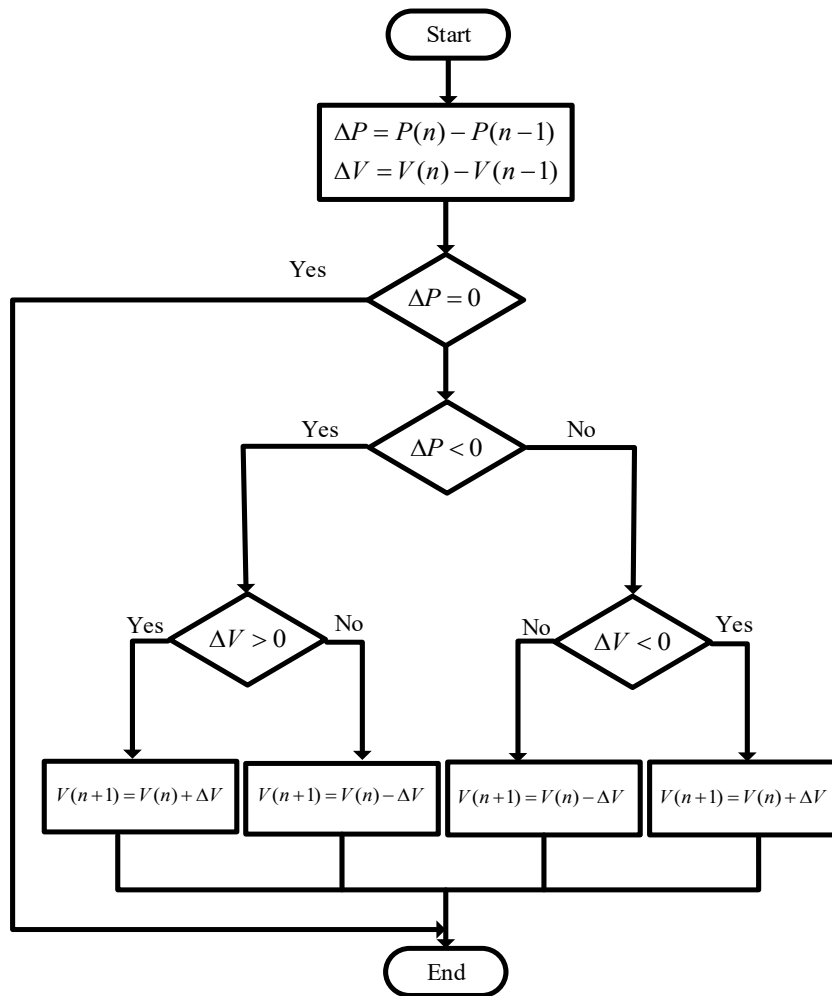 Start
ΔP = P(n) − P(n−1)
ΔV = V(n) − V(n−1)
Yes
ΔP = 0
Yes
ΔP < 0
No
Yes
ΔV > 0
No
No
ΔV < 0
Yes
V(n+1) = V(n) + ΔV
V(n+1) = V(n) − ΔV
V(n+1) = V(n) − ΔV
V(n+1) = V(n) + ΔV
End